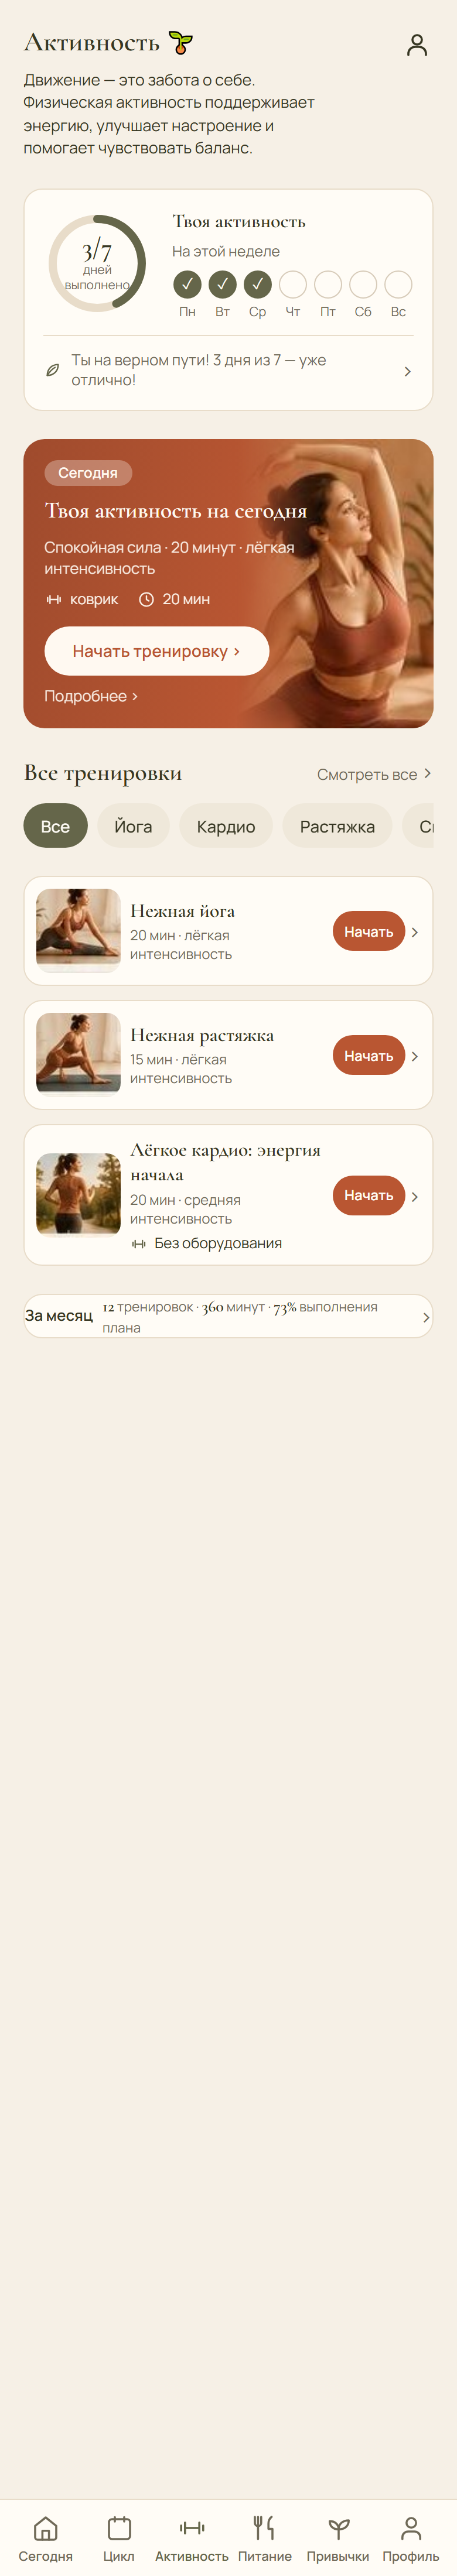 Активность
Движение — это забота о себе.
Физическая активность поддерживает
энергию, улучшает настроение и
помогает чувствовать баланс.
3/7
дней
выполнено
Твоя активность
На этой неделе
Пн Вт Ср Чт Пт Сб Вс
Ты на верном пути! 3 дня из 7 — уже
отлично!
Сегодня
Твоя активность на сегодня
Спокойная сила · 20 минут · лёгкая
интенсивность
коврик 20 мин
Начать тренировку ›
Подробнее ›
Все тренировки
Смотреть все
Все Йога Кардио Растяжка
Нежная йога
20 мин · лёгкая
интенсивность
Начать
Нежная растяжка
15 мин · лёгкая
интенсивность
Начать
Лёгкое кардио: энергия
начала
20 мин · средняя
интенсивность
Без оборудования
Начать
За месяц
12 тренировок · 360 минут · 73% выполнения
плана
Сегодня Цикл Активность Питание Привычки Профиль